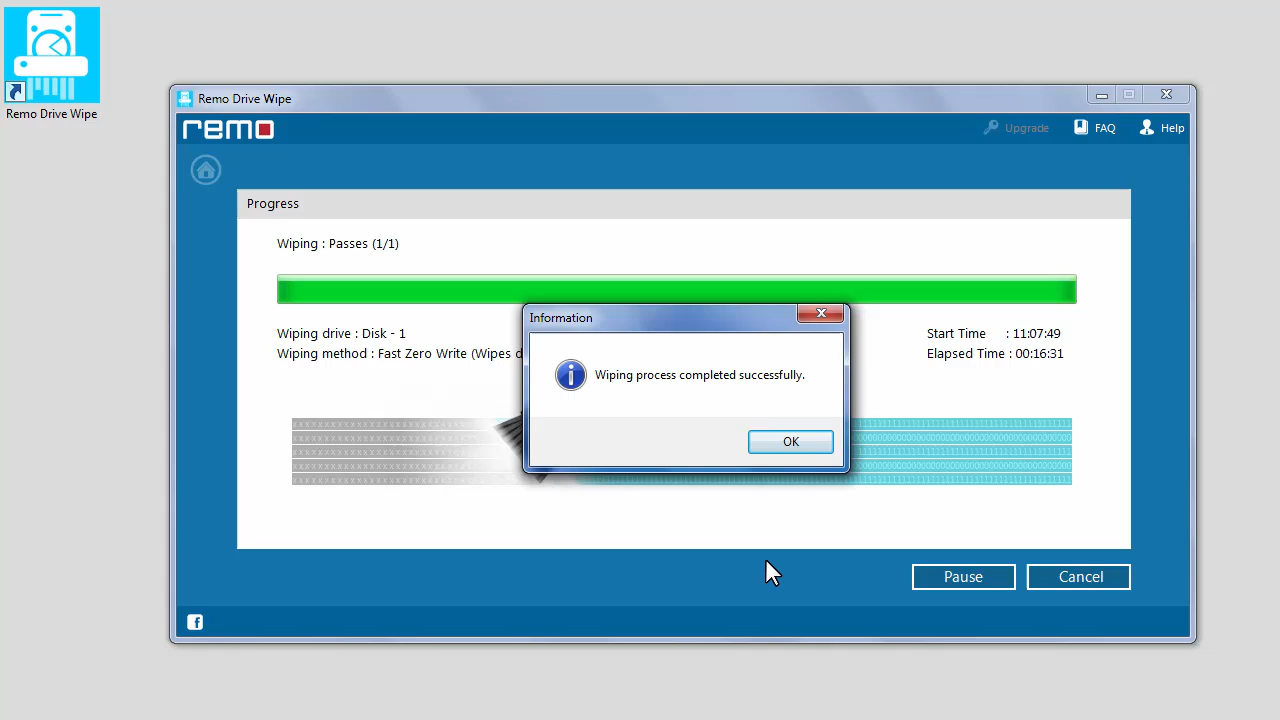 Remo Drive Wipe
Remo Drive Wipe
remo
Upgrade
FAQ
Help
Progress
Wiping : Passes (1/1)
Wiping drive : Disk - 1
Start Time : 11:07:49
Wiping method : Fast Zero Write (Wipes
Elapsed Time : 00:16:31
Information
Wiping process completed successfully.
OK
Pause
Cancel
f